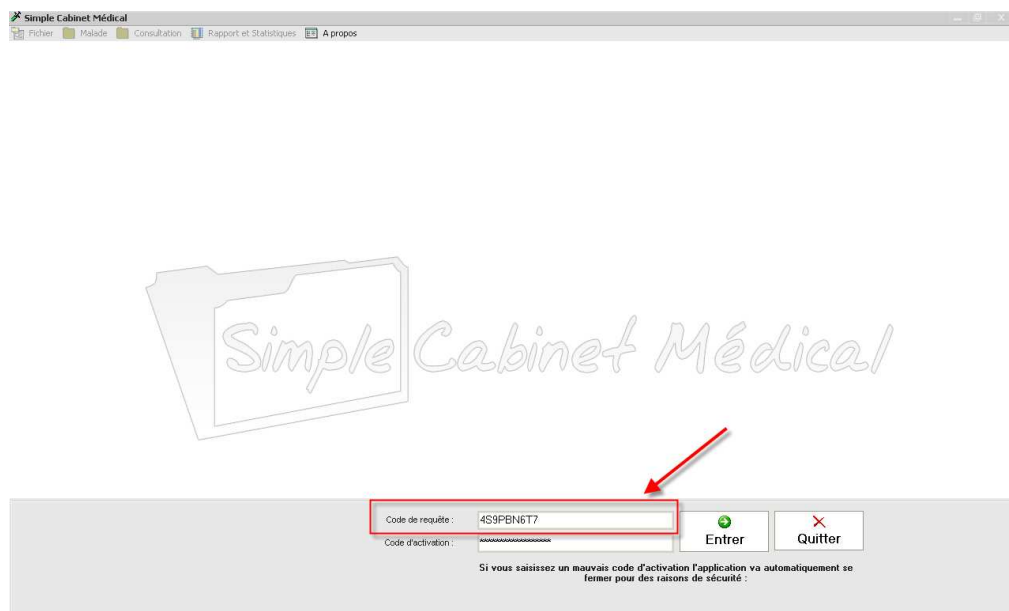 Simple Cabinet Médical
Fichier Malade Consultation Rapport et Statistiques A propos
Simple Cabinet Médical
Code de requête : 4S9PBN6T7
Entrer Quitter
Code d'activation : ******************
Si vous saisissez un mauvais code d'activation l'application va automatiquement se
fermer pour des raisons de sécurité :